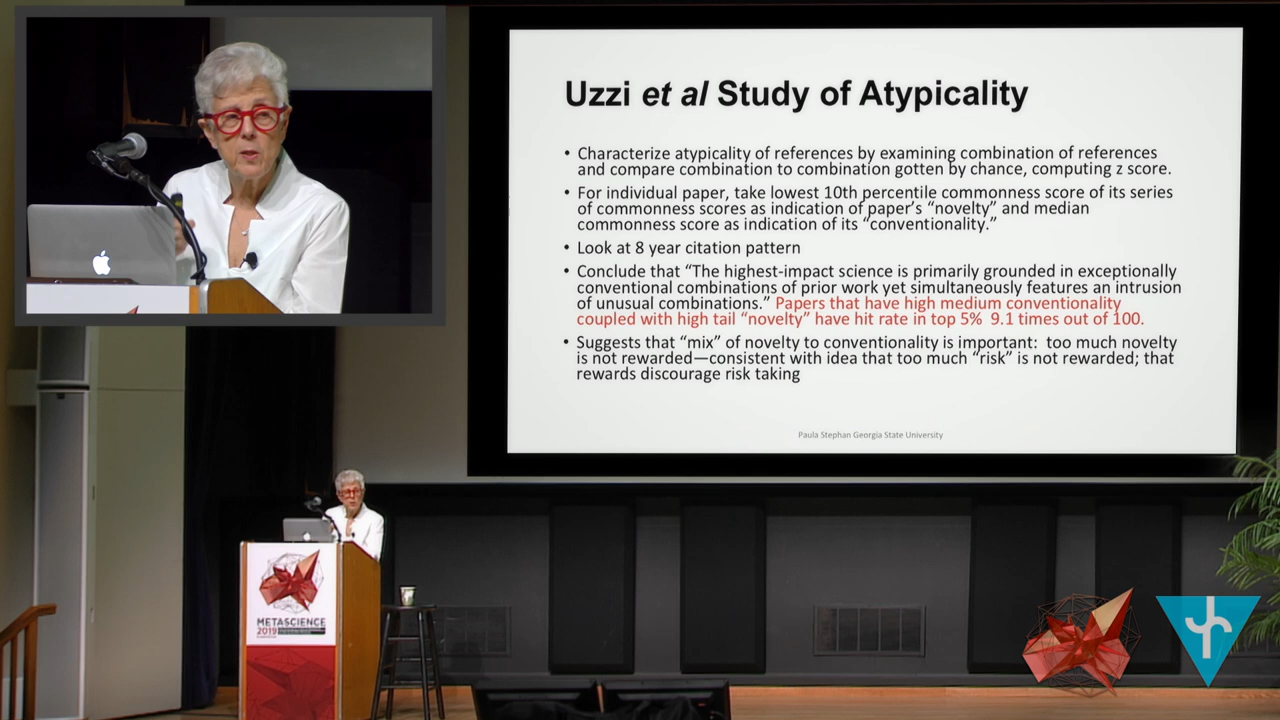 Uzzi et al Study of Atypicality
• Characterize atypicality of references by examining combination of references
and compare combination to combination gotten by chance, computing z score.
• For individual paper, take lowest 10th percentile commonness score of its series
of commonness scores as indication of paper’s “novelty” and median
commonness score as indication of its “conventionality.”
• Look at 8 year citation pattern
• Conclude that “The highest-impact science is primarily grounded in exceptionally
conventional combinations of prior work yet simultaneously features an intrusion
of unusual combinations.” Papers that have high medium conventionality
coupled with high tail “novelty” have hit rate in top 5% 9.1 times out of 100.
• Suggests that “mix” of novelty to conventionality is important: too much novelty
is not rewarded—consistent with idea that too much “risk” is not rewarded; that
rewards discourage risk taking
Paula Stephan Georgia State University
METASCIENCE
2019